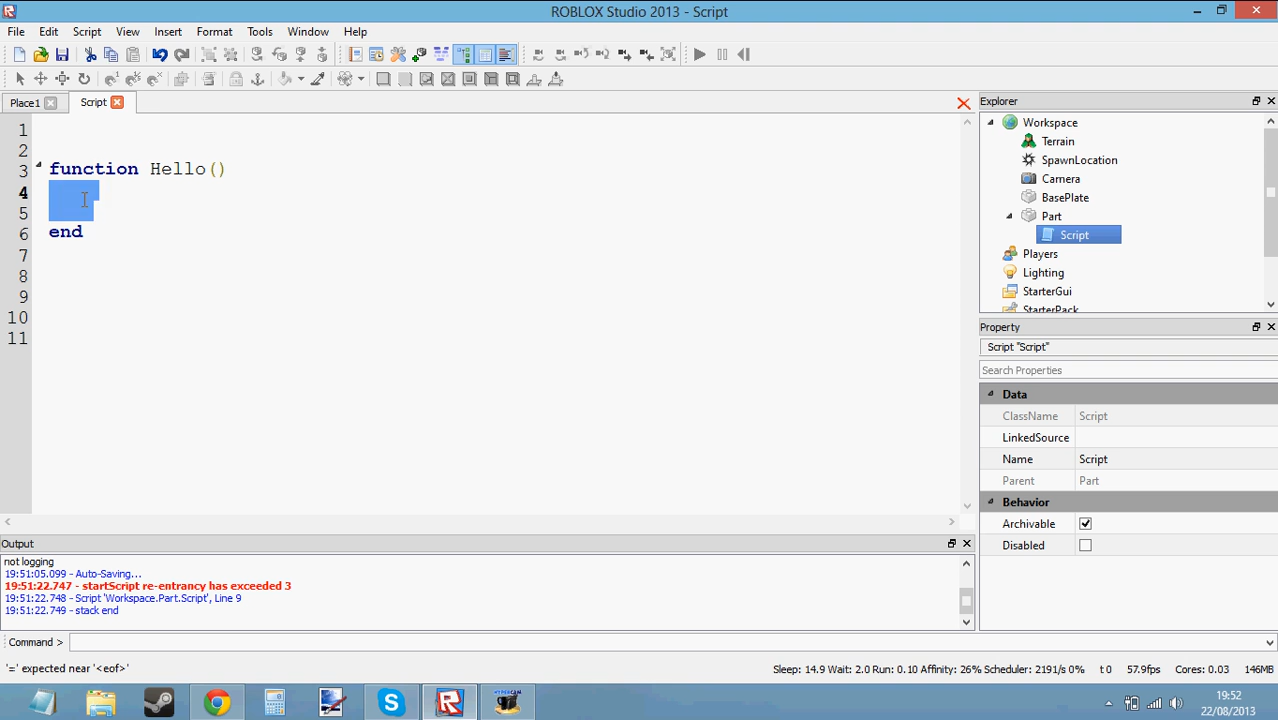 ROBLOX Studio 2013 - Script
File Edit Script View Insert Format Tools Window Help
Place1 Script
1
2
3 function Hello()
4
5
6 end
7
8
9
10
11
Explorer
Workspace
Terrain
SpawnLocation
Camera
BasePlate
Part
Script
Players
Lighting
StarterGui
StarterPack
Property
Script "Script"
Search Properties
Data
ClassName Script
LinkedSource
Name Script
Parent Part
Behavior
Archivable
Disabled
Output
not logging
19:51:05.099 - Auto-Saving...
19:51:22.747 - startScript re-entrancy has exceeded 3
19:51:22.748 - Script 'Workspace.Part.Script', Line 9
19:51:22.749 - stack end
Command >
'=' expected near '<eof>'
Sleep: 14.9 Wait: 2.0 Run: 0.10 Affinity: 26% Scheduler: 2191/s 0% t 0 57.9fps Cores: 0.03 146MB
19:52
22/08/2013